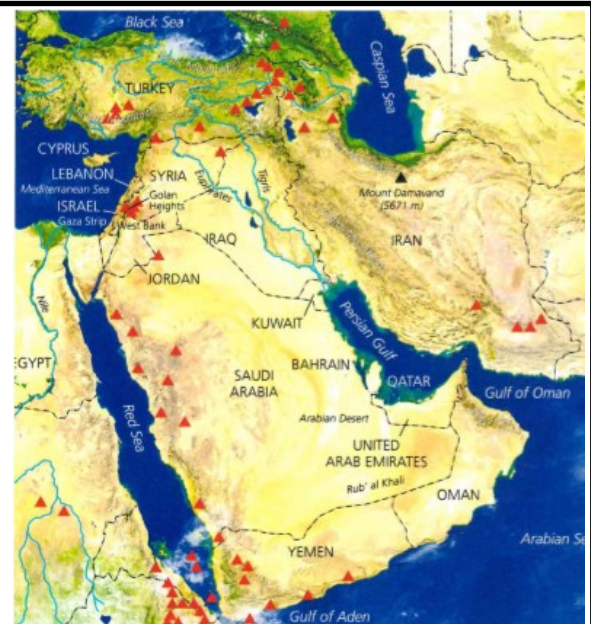 Black Sea
Caspian Sea
TURKEY
CYPRUS
LEBANON
Mediterranean Sea
SYRIA
Golan
Heights
ISRAEL
Gaza Strip
West Bank
Euphrates
Tigris
Mount Damavand
(5671 m)
IRAQ
IRAN
JORDAN
Nile
KUWAIT
Persian Gulf
EGYPT
BAHRAIN
QATAR
SAUDI
ARABIA
Gulf of Oman
Red Sea
Arabian Desert
UNITED
ARAB EMIRATES
Rub' al Khali
OMAN
Arabian Se
YEMEN
Gulf of Aden